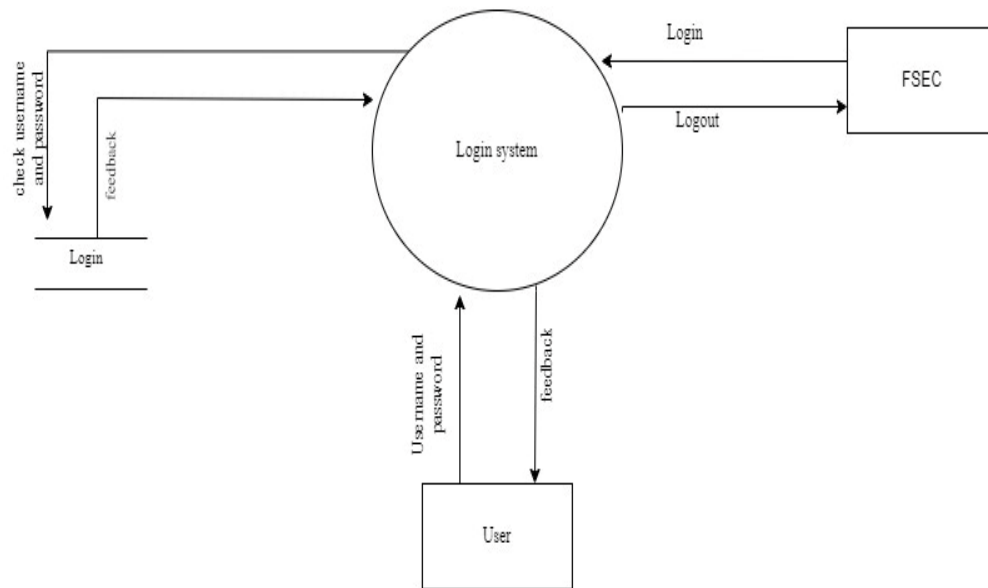 Login
FSEC
Logout
Login system
check username
and password
feedback
Login
Username and
password
feedback
User